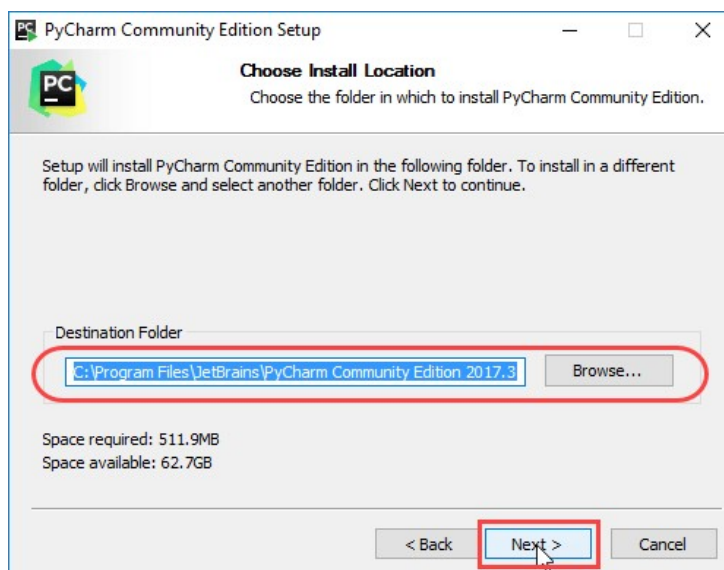 PC PyCharm Community Edition Setup
PC
Choose Install Location
Choose the folder in which to install PyCharm Community Edition.
Setup will install PyCharm Community Edition in the following folder. To install in a different
folder, click Browse and select another folder. Click Next to continue.
Destination Folder
C:\Program Files\JetBrains\PyCharm Community Edition 2017.3
Browse...
Space required: 511.9MB
Space available: 62.7GB
< Back
Next >
Cancel